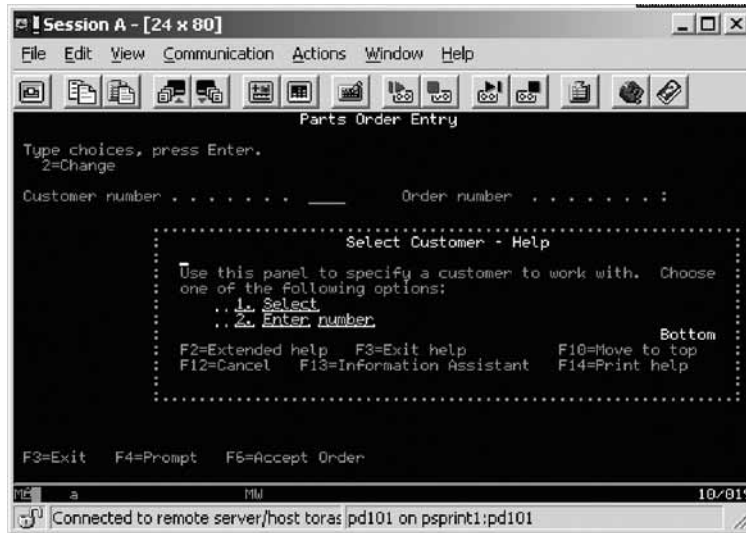 Session A - [24 x 80]
File Edit View Communication Actions Window Help
Parts Order Entry
Type choices, press Enter.
2=Change
Customer number . . . . . . . ____ Order number . . . . . . . :
Select Customer - Help
Use this panel to specify a customer to work with. Choose
one of the following options:
. . 1. Select
. . 2. Enter number
Bottom
F2=Extended help F3=Exit help F10=Move to top
F12=Cancel F13=Information Assistant F14=Print help
F3=Exit F4=Prompt F6=Accept Order
a MW 10/019
Connected to remote server/host toras pd101 on psprint1:pd101